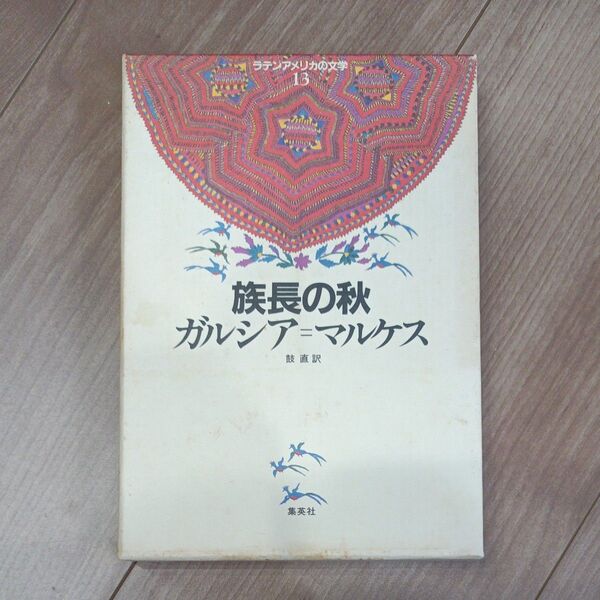 ラテンアメリカの文学
13
族長の秋
ガルシア=マルケス
鼓 直 訳
集英社